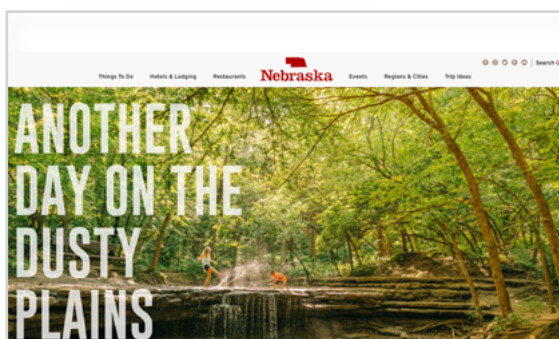 Things To Do Hotels & Lodging Restaurants Nebraska Events Regions & Cities Trip Ideas Search
ANOTHER
DAY ON THE
DUSTY
PLAINS